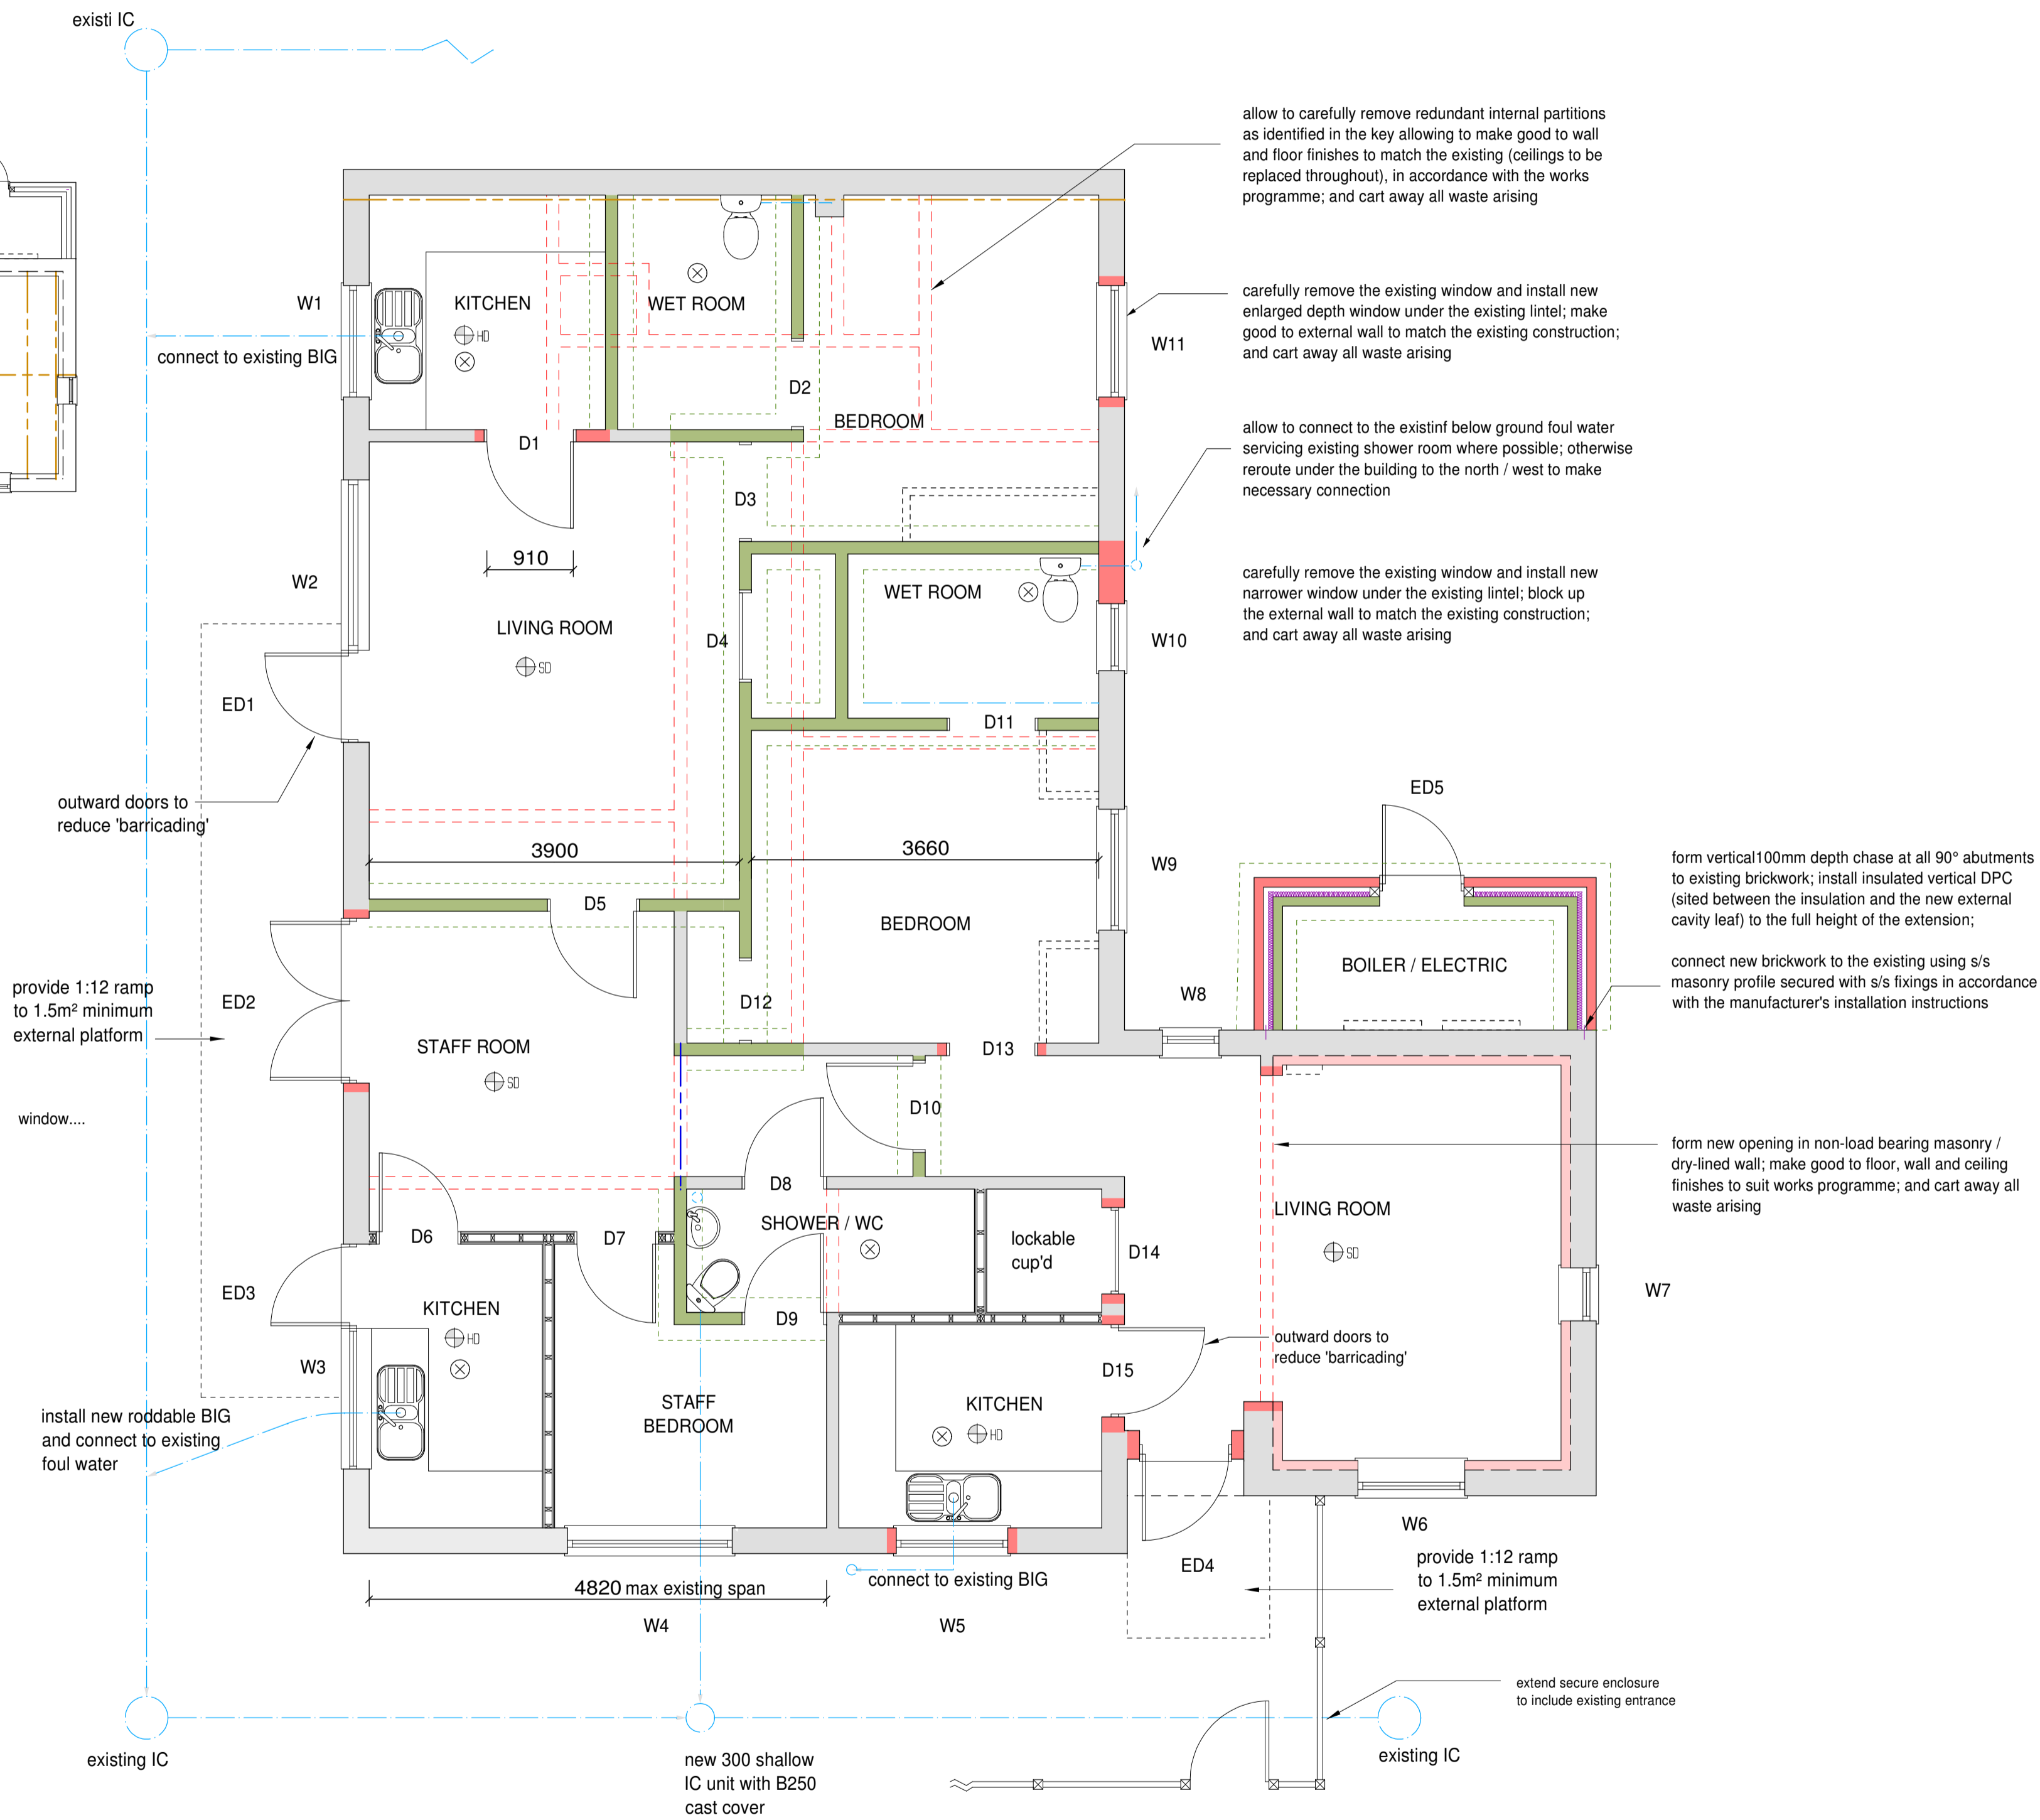 existi IC
allow to carefully remove redundant internal partitions
as identified in the key allowing to make good to wall
and floor finishes to match the existing (ceilings to be
replaced throughout), in accordance with the works
programme; and cart away all waste arising
carefully remove the existing window and install new
enlarged depth window under the existing lintel; make
good to external wall to match the existing construction;
and cart away all waste arising
allow to connect to the existinf below ground foul water
servicing existing shower room where possible; otherwise
reroute under the building to the north / west to make
necessary connection
carefully remove the existing window and install new
narrower window under the existing lintel; block up
the external wall to match the existing construction;
and cart away all waste arising
W1
KITCHEN
HD
WET ROOM
W11
connect to existing BIG
D2
BEDROOM
D1
D3
910
W2
WET ROOM
LIVING ROOM
D4
W10
SD
ED1
D11
outward doors to
reduce 'barricading'
ED5
3900
3660
W9
form vertical100mm depth chase at all 90° abutments
to existing brickwork; install insulated vertical DPC
(sited between the insulation and the new external
cavity leaf) to the full height of the extension;
connect new brickwork to the existing using s/s
masonry profile secured with s/s fixings in accordance
with the manufacturer's installation instructions
D5
BEDROOM
BOILER / ELECTRIC
provide 1:12 ramp
to 1.5m² minimum
external platform
ED2
D12
W8
STAFF ROOM
SD
D13
window....
D10
form new opening in non-load bearing masonry /
dry-lined wall; make good to floor, wall and ceiling
finishes to suit works programme; and cart away all
waste arising
D8
SHOWER / WC
LIVING ROOM
SD
D6
D7
lockable
cup'd
D14
ED3
KITCHEN
HD
D9
W7
W3
outward doors to
reduce 'barricading'
D15
STAFF
BEDROOM
KITCHEN
HD
install new roddable BIG
and connect to existing
foul water
W6
4820 max existing span
connect to existing BIG
ED4
provide 1:12 ramp
to 1.5m² minimum
external platform
W4
W5
extend secure enclosure
to include existing entrance
existing IC
new 300 shallow
IC unit with B250
cast cover
existing IC